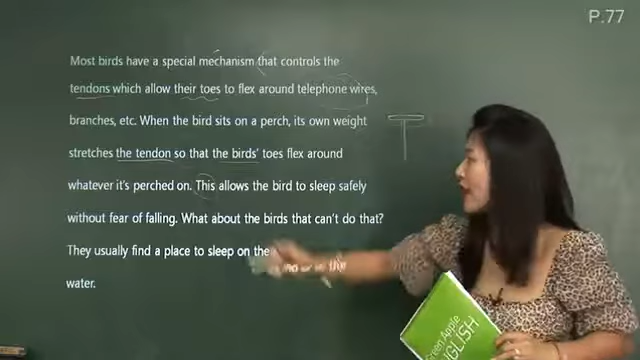 P.77
Most birds have a special mechanism that controls the
tendons which allow their toes to flex around telephone wires,
branches, etc. When the bird sits on a perch, its own weight
stretches the tendon so that the birds' toes flex around
whatever it's perched on. This allows the bird to sleep safely
without fear of falling. What about the birds that can't do that?
They usually find a place to sleep on the
water.
T
Green Apple